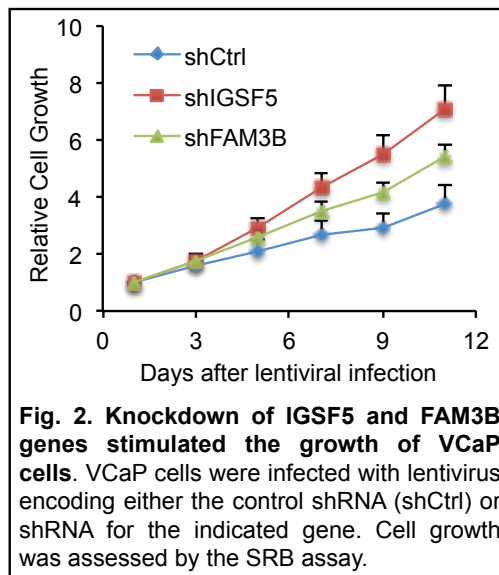 10
8
6
4
2
0
Relative Cell Growth
shCtrl
shIGSF5
shFAM3B
0 3 6 9 12
Days after lentiviral infection
Fig. 2. Knockdown of IGSF5 and FAM3B
genes stimulated the growth of VCaP
cells. VCaP cells were infected with lentivirus
encoding either the control shRNA (shCtrl) or
shRNA for the indicated gene. Cell growth
was assessed by the SRB assay.